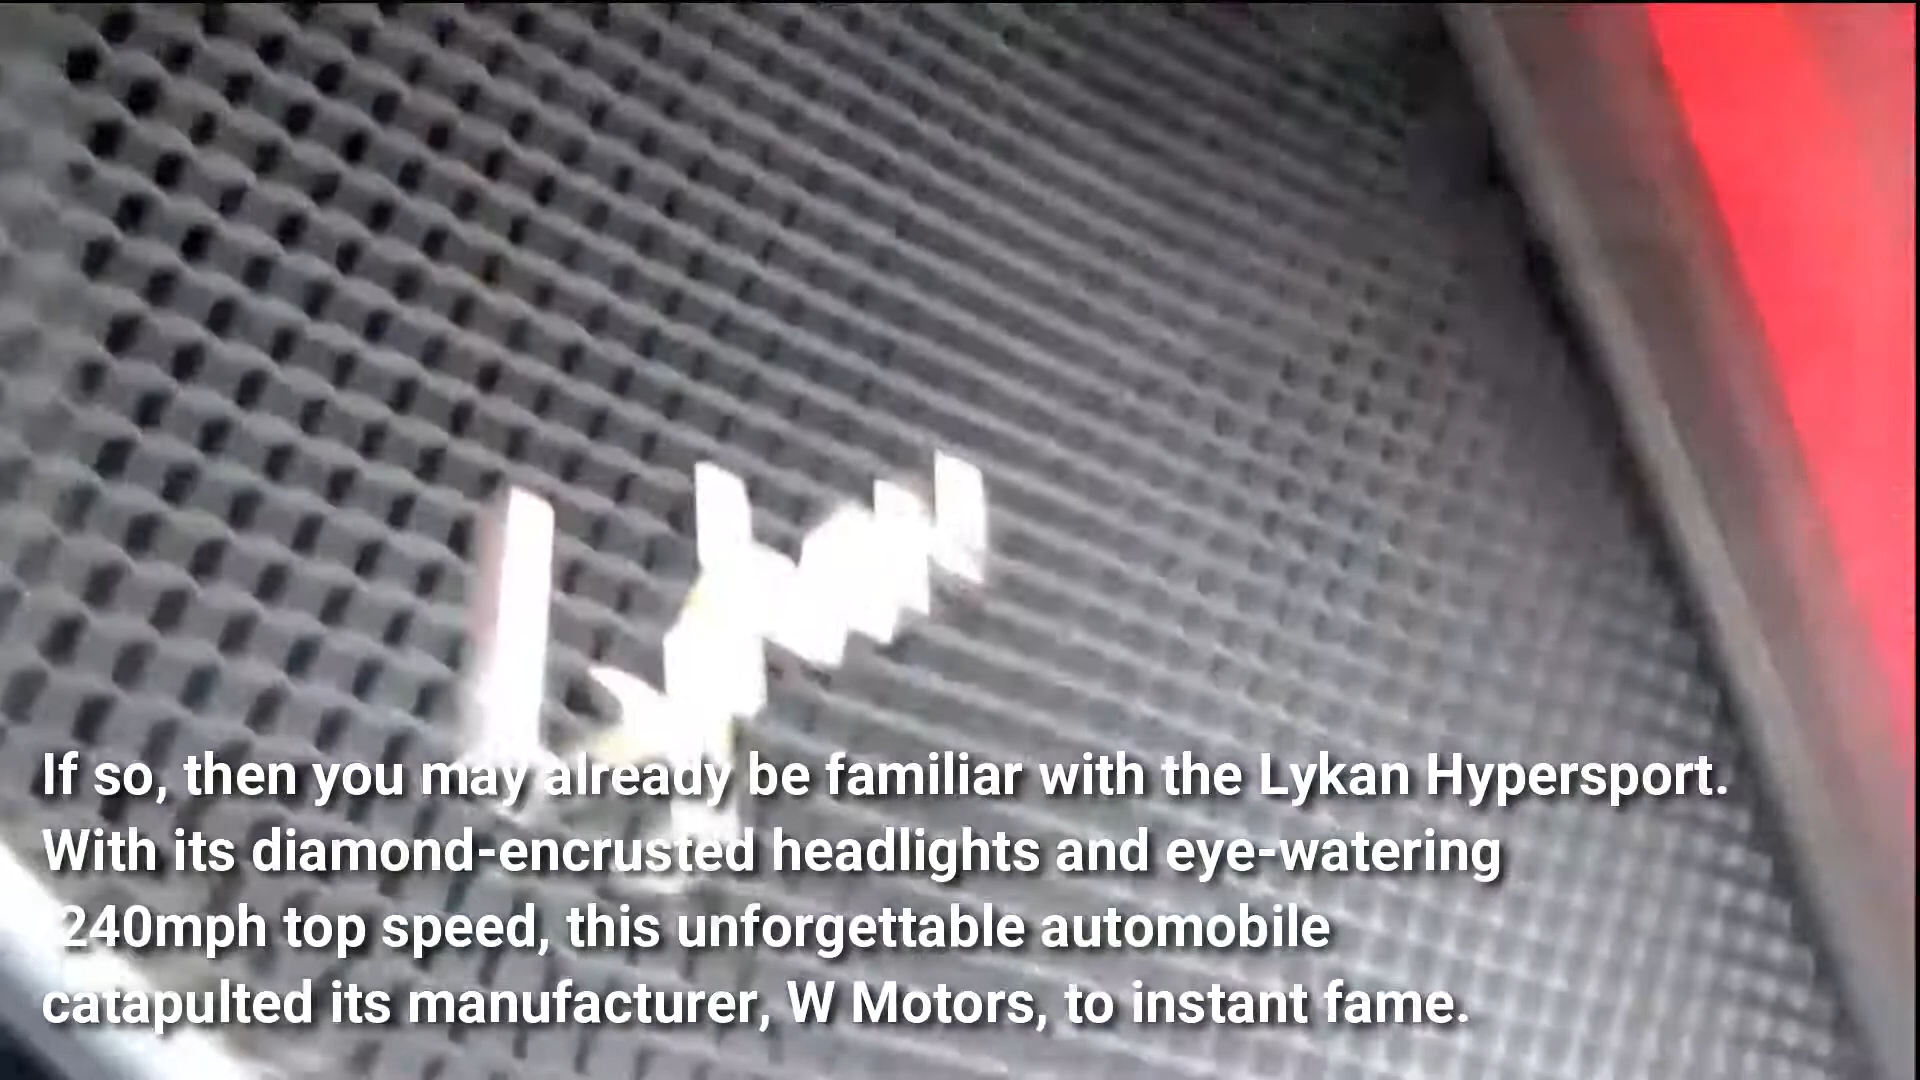 If so, then you may already be familiar with the Lykan Hypersport.
With its diamond-encrusted headlights and eye-watering
240mph top speed, this unforgettable automobile
catapulted its manufacturer, W Motors, to instant fame.